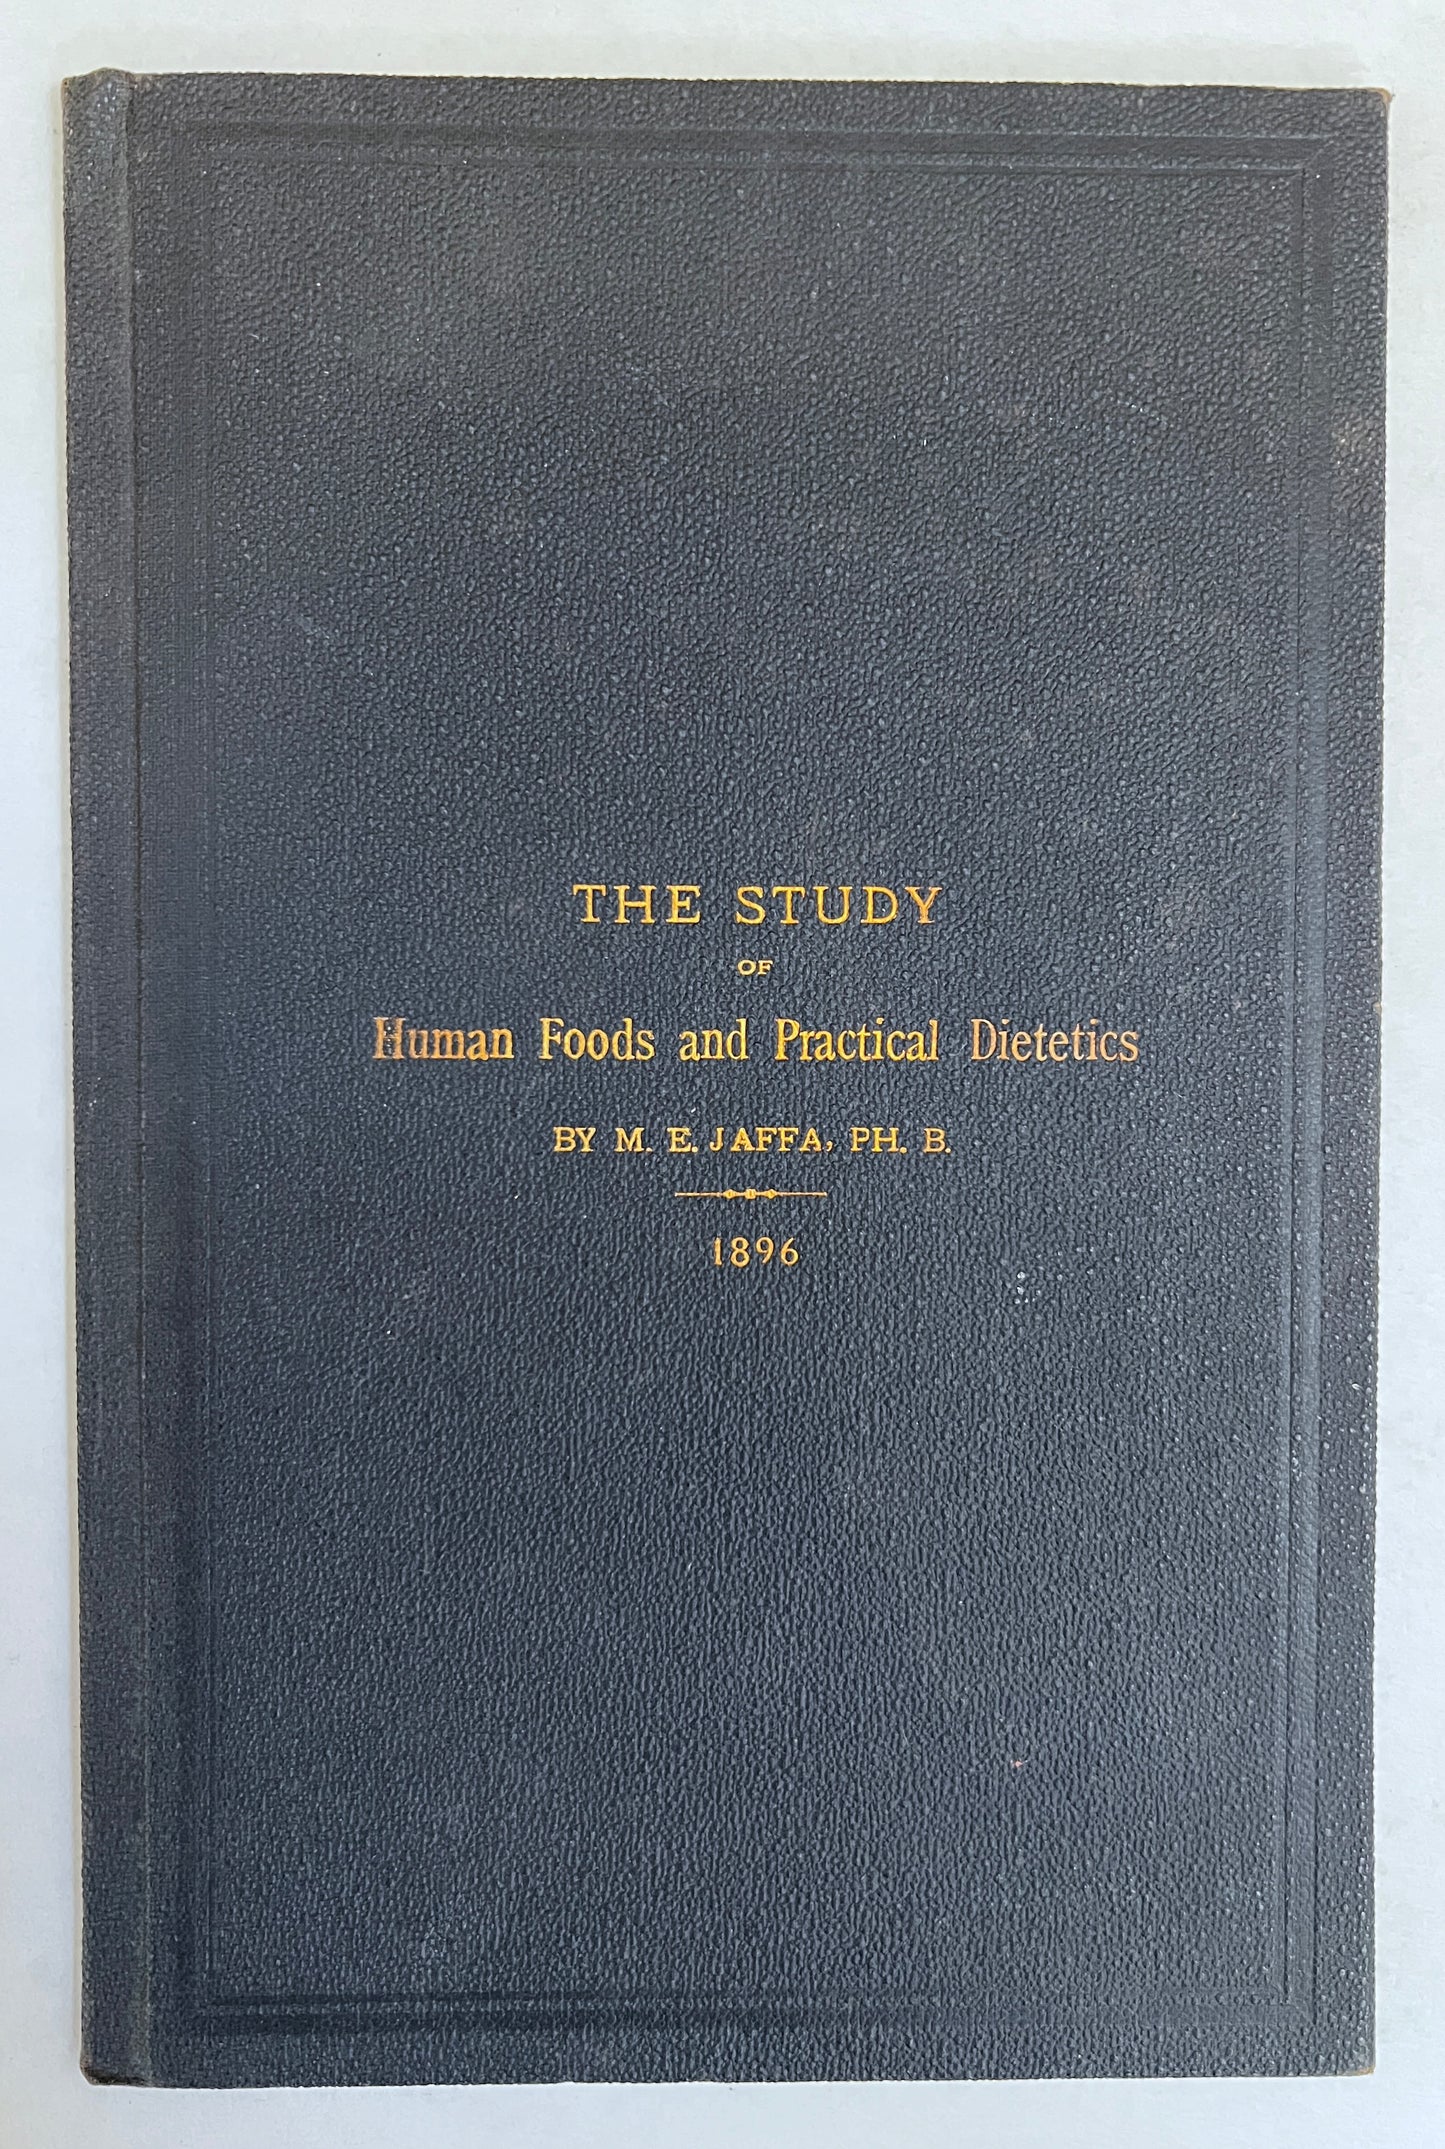 THE STUDY
OF
Human Foods and Practical Dietetics
BY M. E. JAFFA, PH. B.
1896